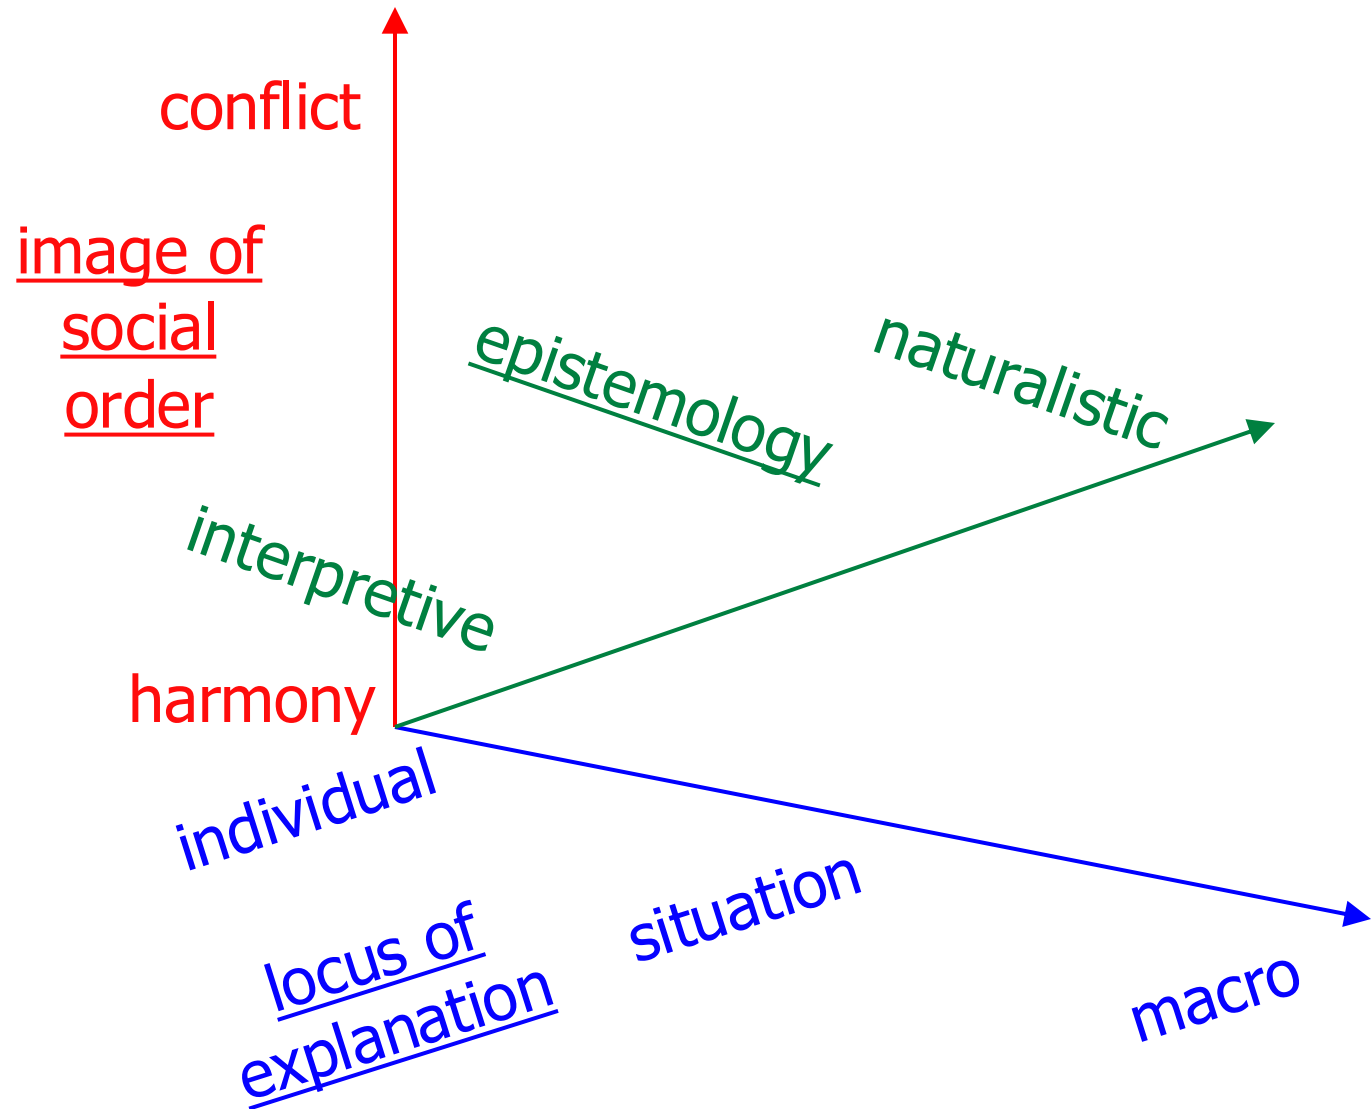 conflict
image of
social
order
epistemology
naturalistic
interpretive
harmony
individual
situation
locus of
explanation
macro